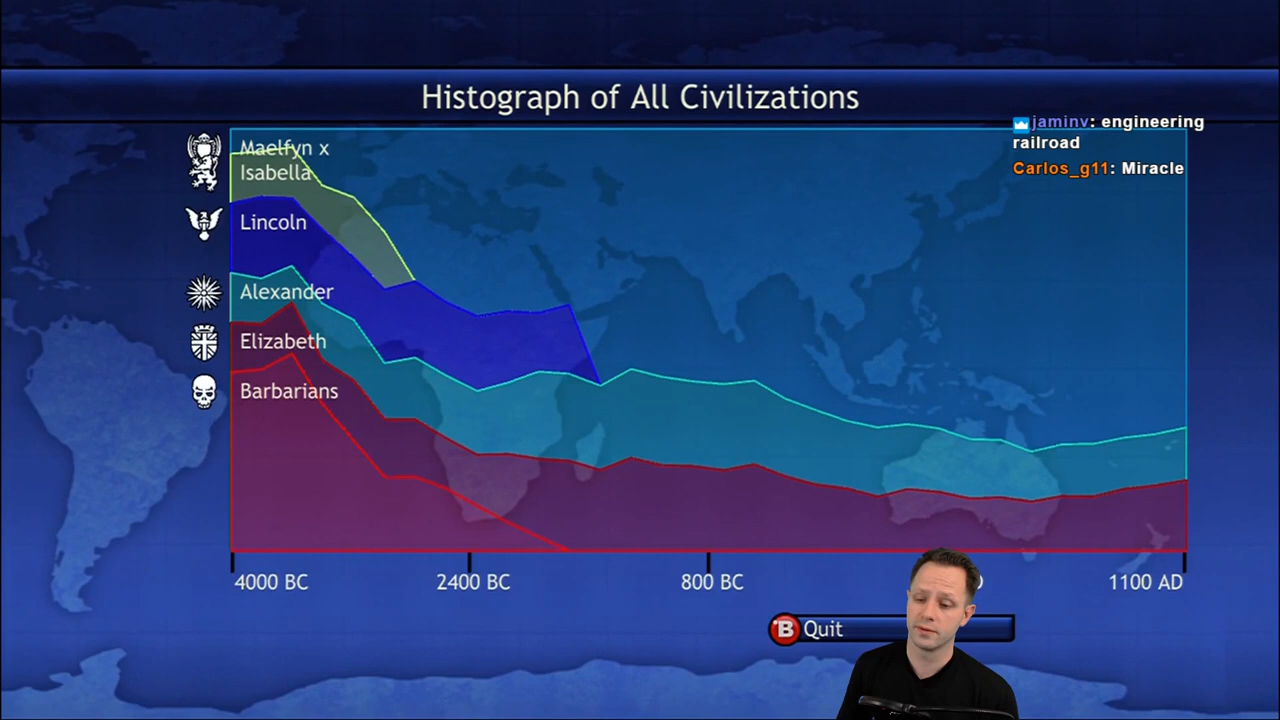 Histograph of All Civilizations
jaminv: engineering
railroad
Carlos_g11: Miracle
Maelfyn x
Isabella
Lincoln
Alexander
Elizabeth
Barbarians
4000 BC
2400 BC
800 BC
1100 AD
B Quit